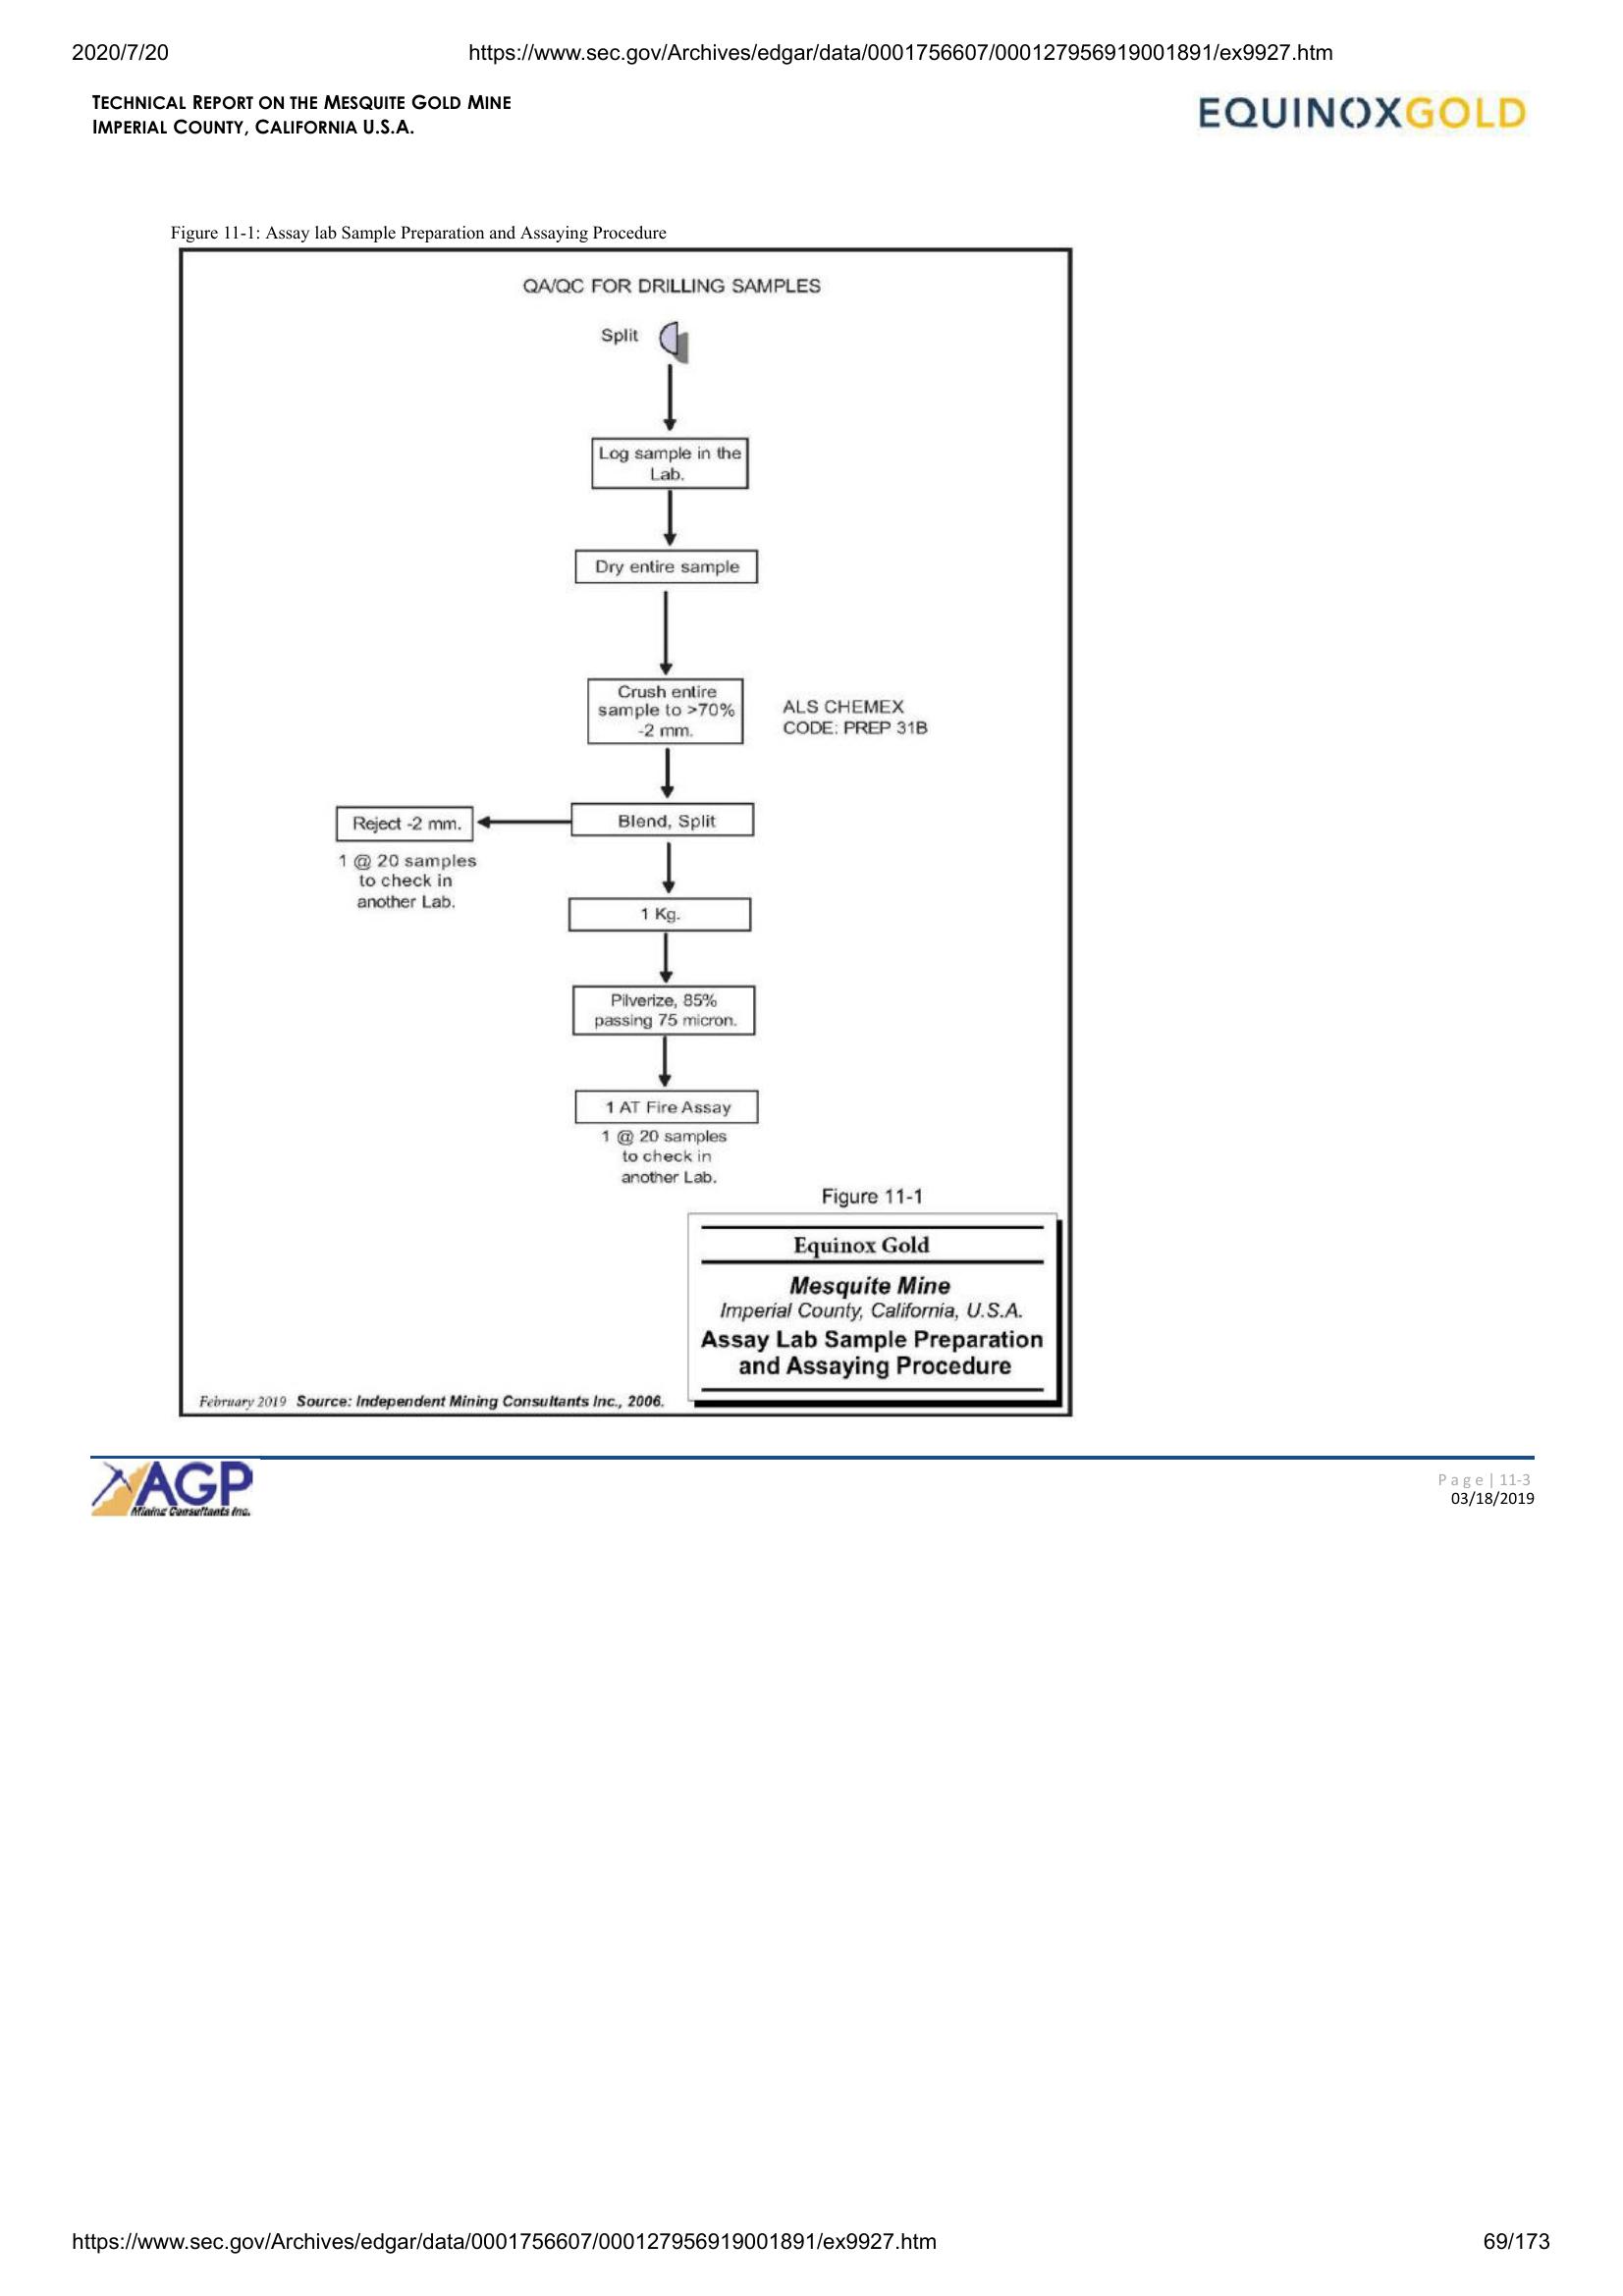 2020/7/20 https://www.sec.gov/Archives/edgar/data/0001756607/000127956919001891/ex9927.htm
TECHNICAL REPORT ON THE MESQUITE GOLD MINE
IMPERIAL COUNTY, CALIFORNIA U.S.A.
EQUINOXGOLD
Figure 11-1: Assay lab Sample Preparation and Assaying Procedure
QA/QC FOR DRILLING SAMPLES
Split
Log sample in the
Lab.
Dry entire sample
Crush entire
sample to >70%
-2 mm.
ALS CHEMEX
CODE: PREP 31B
Blend, Split
Reject -2 mm.
1 @ 20 samples
to check in
another Lab.
1 Kg.
Pilverize, 85%
passing 75 micron.
1 AT Fire Assay
1 @ 20 samples
to check in
another Lab.
Figure 11-1
Equinox Gold
Mesquite Mine
Imperial County, California, U.S.A.
Assay Lab Sample Preparation
and Assaying Procedure
February 2019 Source: Independent Mining Consultants Inc., 2006.
AGP
Mining Consultants Inc.
Page | 11-3
03/18/2019
https://www.sec.gov/Archives/edgar/data/0001756607/000127956919001891/ex9927.htm 69/173